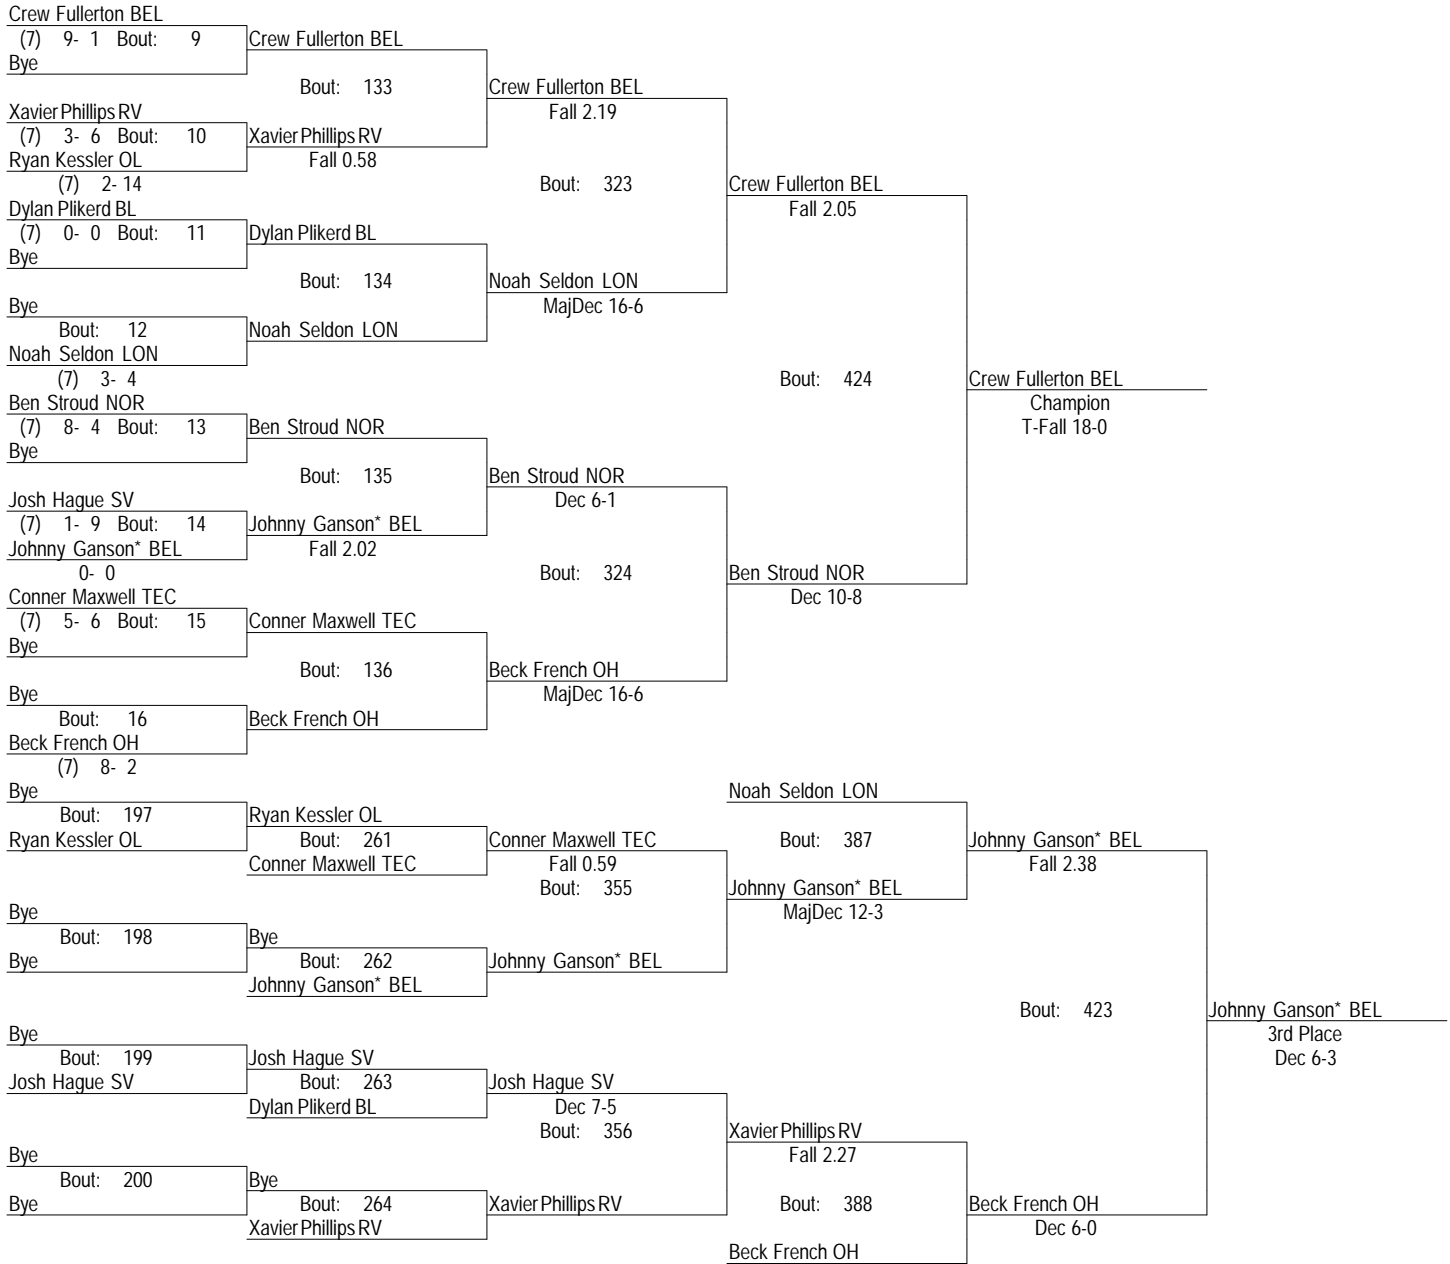 Crew Fullerton BEL
(7) 9- 1 Bout: 9
Bye
Crew Fullerton BEL
Bout: 133
Xavier Phillips RV
(7) 3- 6 Bout: 10
Ryan Kessler OL
(7) 2- 14
Xavier Phillips RV
Fall 0.58
Crew Fullerton BEL
Fall 2.19
Bout: 323
Dylan Plikerd BL
(7) 0- 0 Bout: 11
Bye
Dylan Plikerd BL
Bout: 134
Bye
Bout: 12
Noah Seldon LON
(7) 3- 4
Noah Seldon LON
Noah Seldon LON
MajDec 16-6
Crew Fullerton BEL
Fall 2.05
Bout: 424
Ben Stroud NOR
(7) 8- 4 Bout: 13
Bye
Ben Stroud NOR
Bout: 135
Josh Hague SV
(7) 1- 9 Bout: 14
Johnny Ganson* BEL
0- 0
Johnny Ganson* BEL
Fall 2.02
Ben Stroud NOR
Dec 6-1
Bout: 324
Conner Maxwell TEC
(7) 5- 6 Bout: 15
Bye
Conner Maxwell TEC
Bout: 136
Bye
Bout: 16
Beck French OH
(7) 8- 2
Beck French OH
Beck French OH
MajDec 16-6
Ben Stroud NOR
Dec 10-8
Crew Fullerton BEL
Champion
T-Fall 18-0
Bye
Bout: 197
Ryan Kessler OL
Ryan Kessler OL
Bout: 261
Conner Maxwell TEC
Conner Maxwell TEC
Fall 0.59
Bout: 355
Bye
Bout: 198
Bye
Bye
Bout: 262
Johnny Ganson* BEL
Johnny Ganson* BEL
Noah Seldon LON
Bout: 387
Johnny Ganson* BEL
MajDec 12-3
Johnny Ganson* BEL
Fall 2.38
Bout: 423
Bye
Bout: 199
Josh Hague SV
Josh Hague SV
Bout: 263
Dylan Plikerd BL
Josh Hague SV
Dec 7-5
Bout: 356
Bye
Bout: 200
Bye
Bye
Bout: 264
Xavier Phillips RV
Xavier Phillips RV
Xavier Phillips RV
Fall 2.27
Bout: 388
Beck French OH
Beck French OH
Dec 6-0
Johnny Ganson* BEL
3rd Place
Dec 6-3